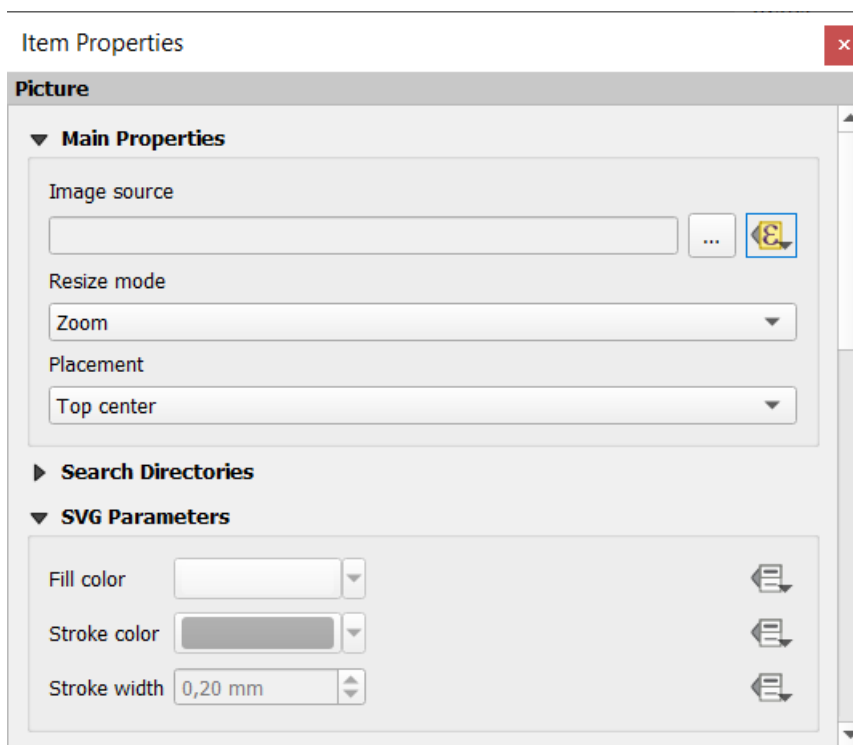 Item Properties
Picture
Main Properties
Image source
...
ε
Resize mode
Zoom
Placement
Top center
Search Directories
SVG Parameters
Fill color
Stroke color
Stroke width 0,20 mm